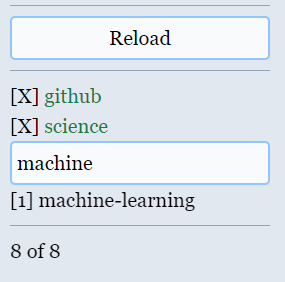 Reload
[X] github
[X] science
machine
[1] machine-learning
8 of 8